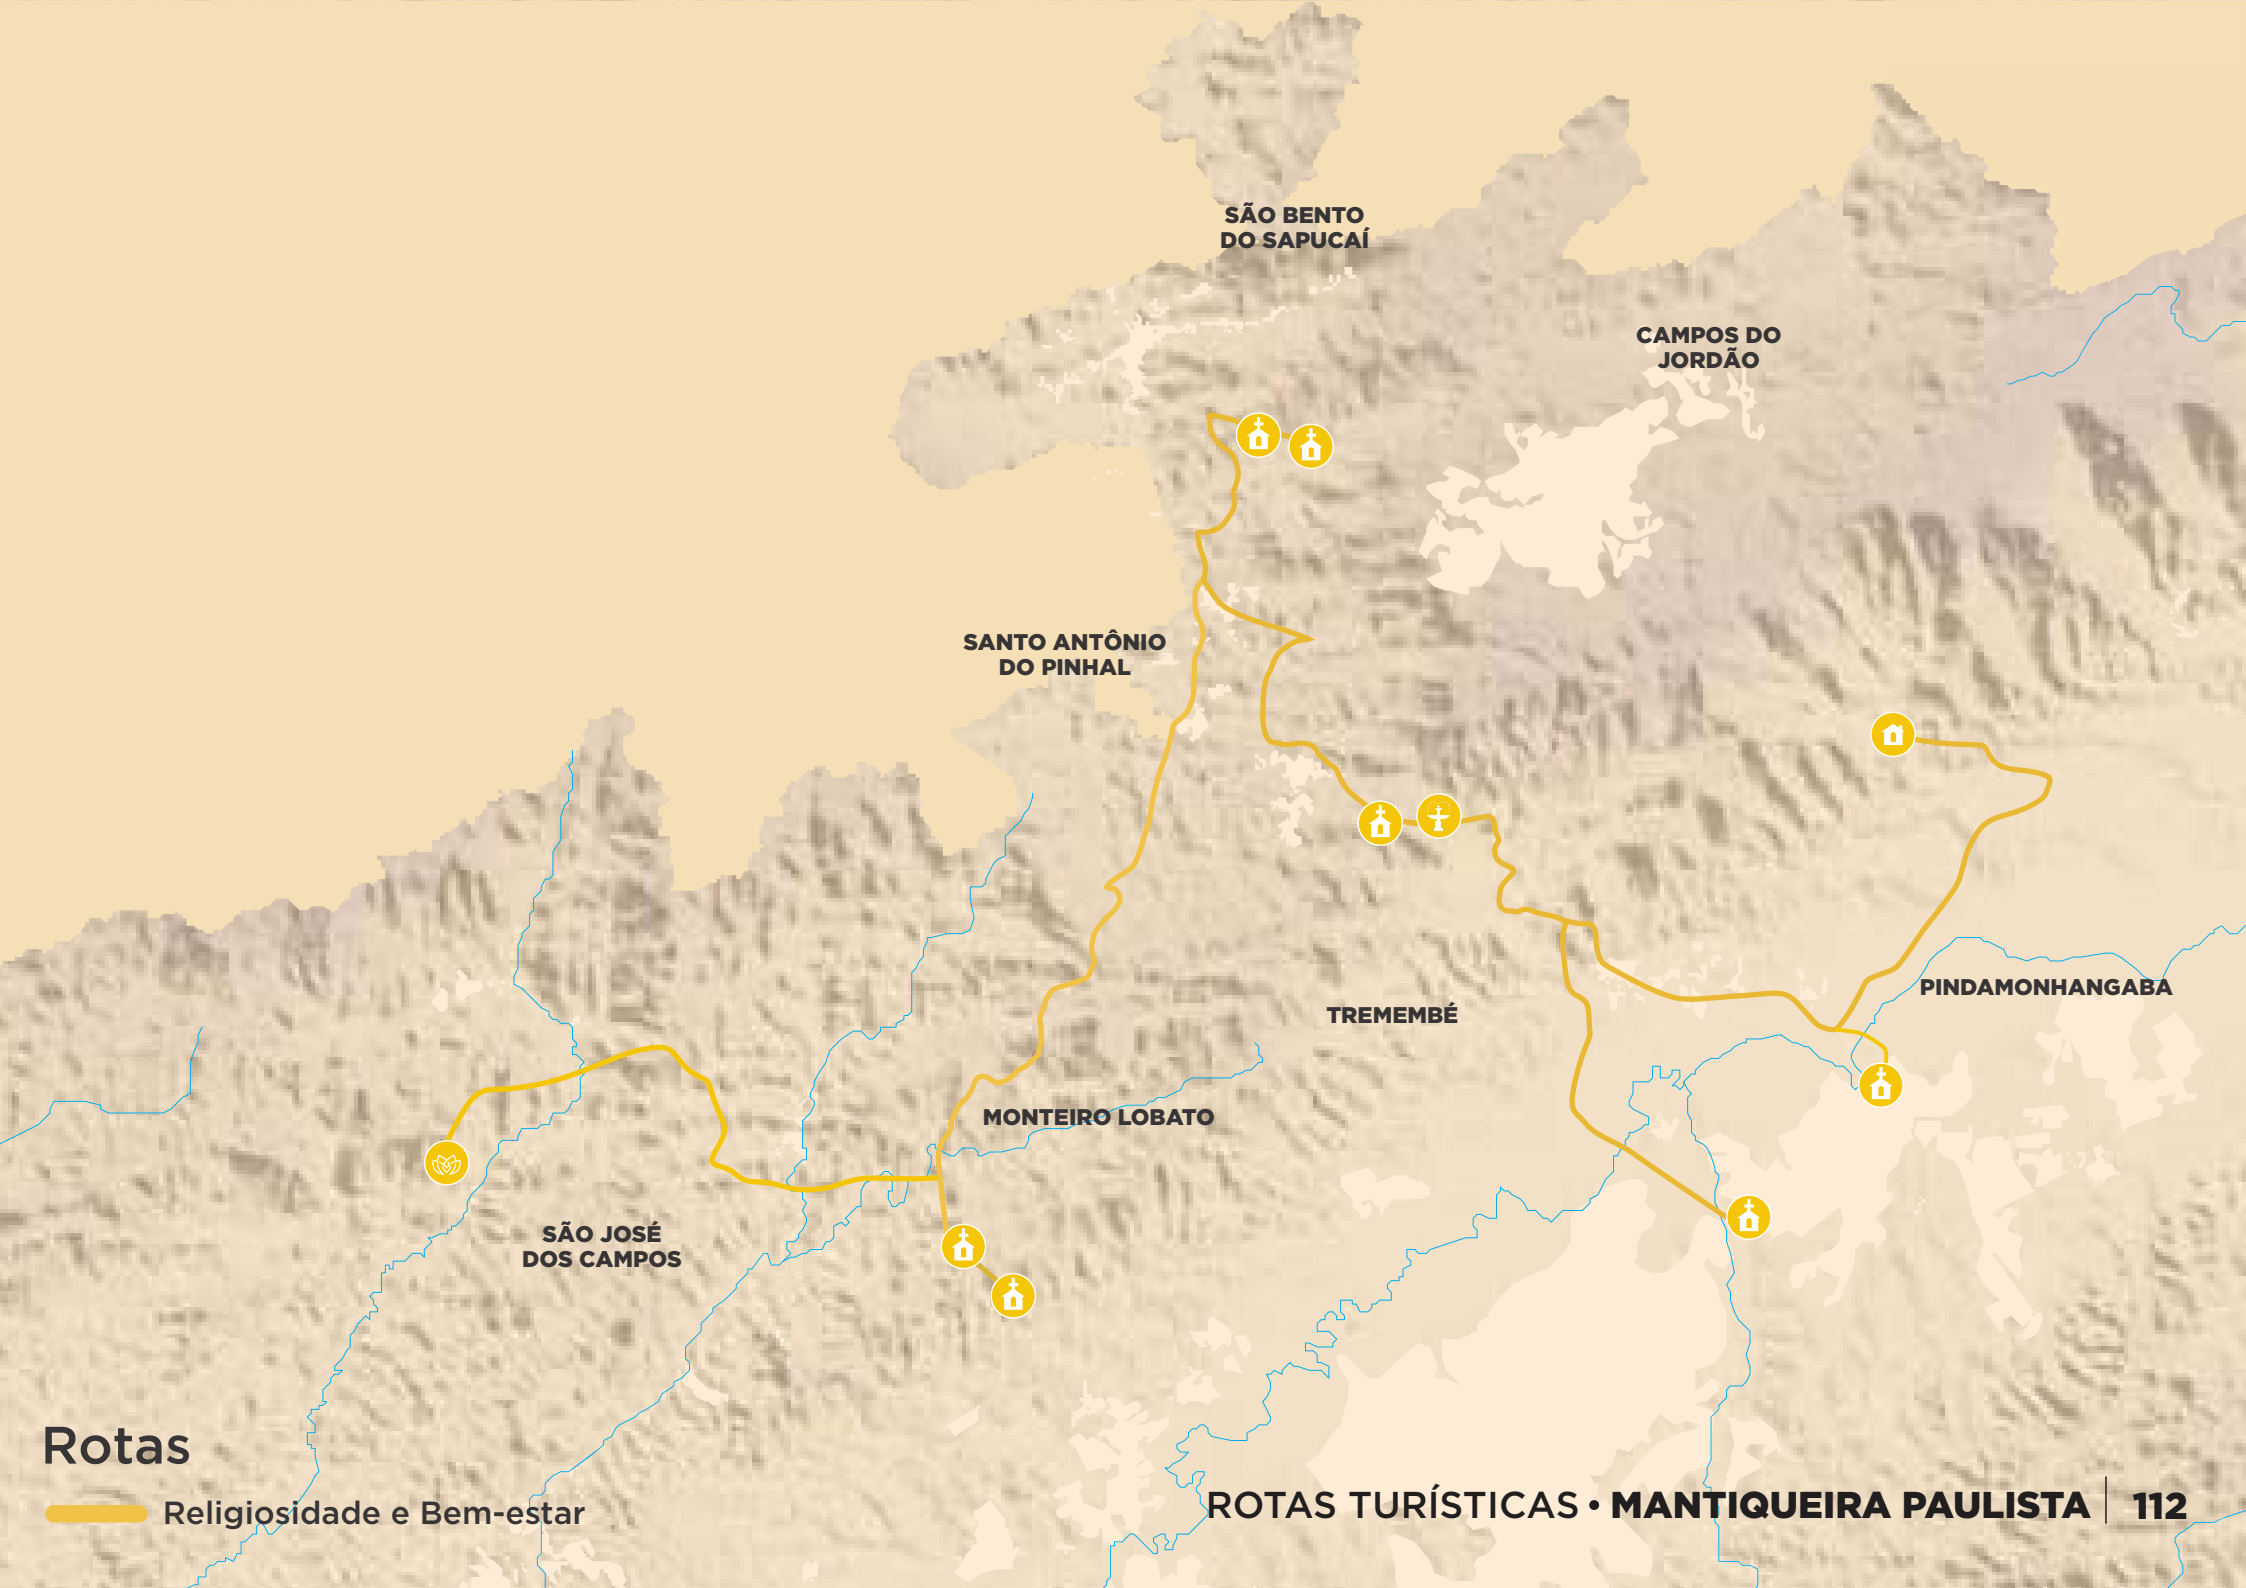 SÃO BENTO
DO SAPUCAÍ
CAMPOS DO
JORDÃO
SANTO ANTÔNIO
DO PINHAL
PINDAMONHANGABA
TREMEMBÉ
MONTEIRO LOBATO
SÃO JOSÉ
DOS CAMPOS
Rotas
Religiosidade e Bem-estar
ROTAS TURÍSTICAS • MANTIQUEIRA PAULISTA | 112